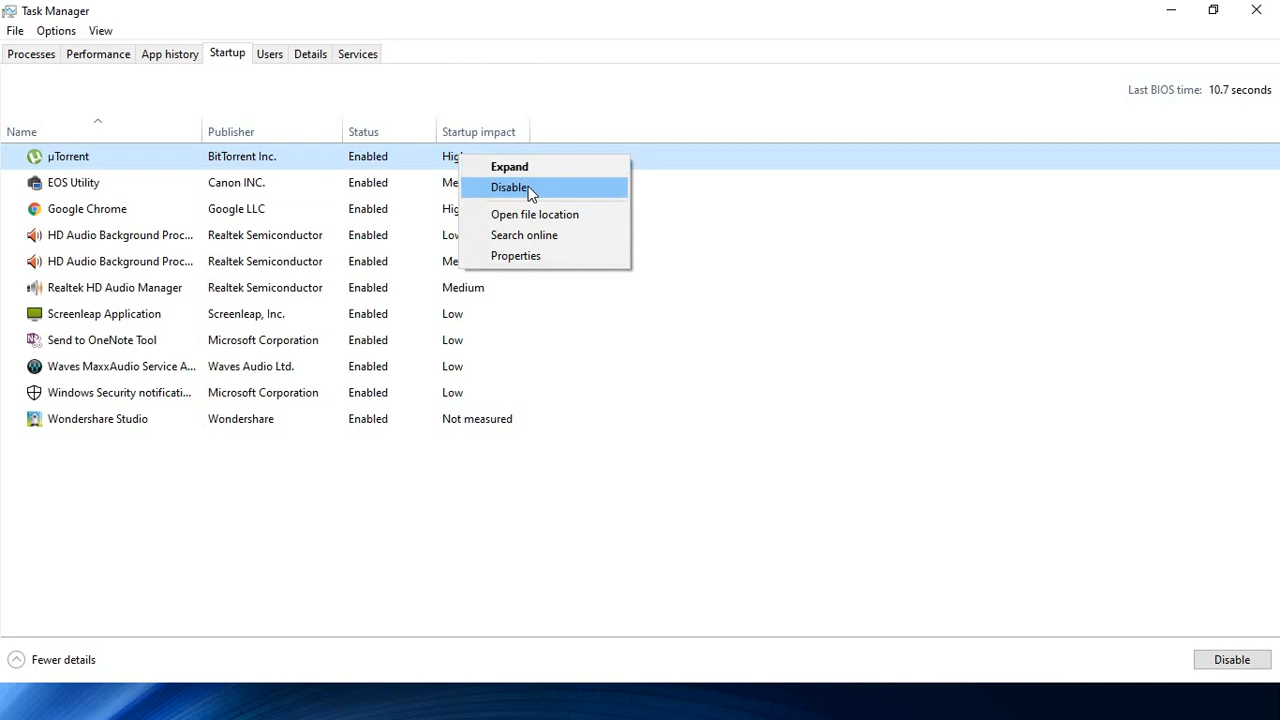 Task Manager
File Options View
Processes Performance App history Startup Users Details Services
Last BIOS time: 10.7 seconds
Name Publisher Status Startup impact
µTorrent BitTorrent Inc. Enabled Hig
EOS Utility Canon INC. Enabled Me
Google Chrome Google LLC Enabled Hig
HD Audio Background Proc... Realtek Semiconductor Enabled Lo
HD Audio Background Proc... Realtek Semiconductor Enabled Me
Realtek HD Audio Manager Realtek Semiconductor Enabled Medium
Screenleap Application Screenleap, Inc. Enabled Low
Send to OneNote Tool Microsoft Corporation Enabled Low
Waves MaxxAudio Service A... Waves Audio Ltd. Enabled Low
Windows Security notificati... Microsoft Corporation Enabled Low
Wondershare Studio Wondershare Enabled Not measured
Expand
Disable
Open file location
Search online
Properties
Fewer details
Disable